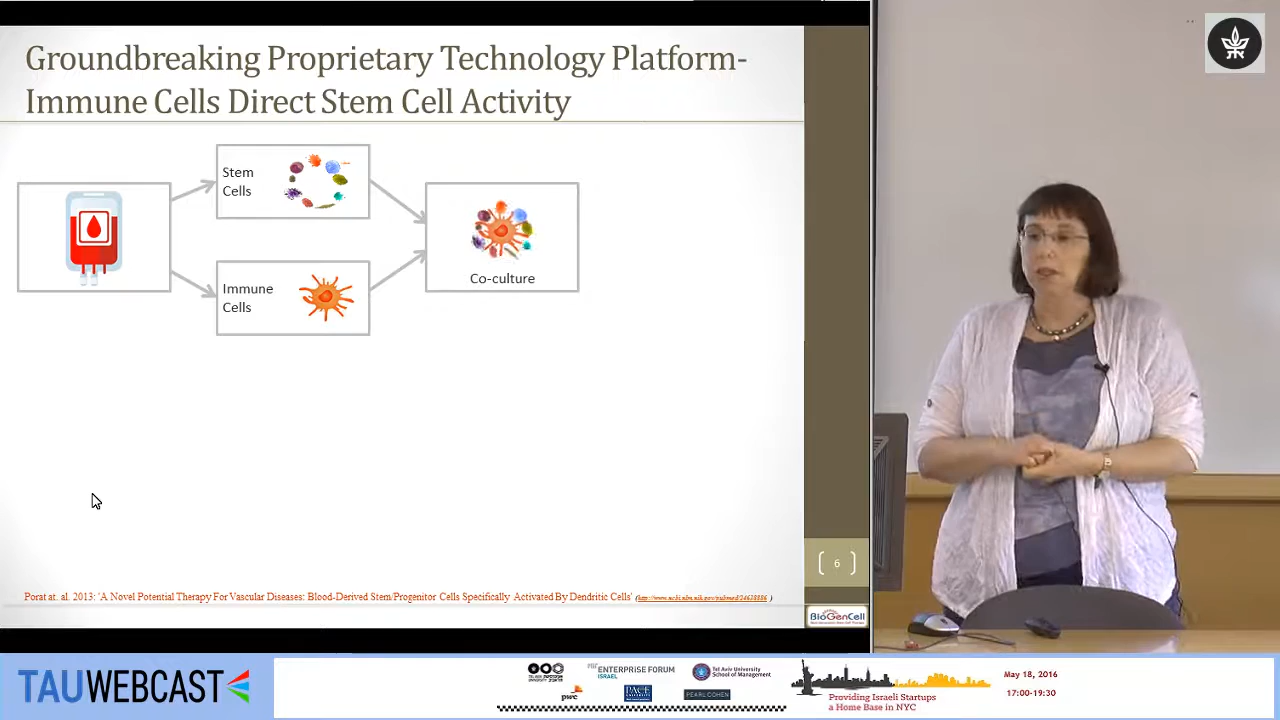 Groundbreaking Proprietary Technology Platform-
Immune Cells Direct Stem Cell Activity
Stem
Cells
Immune
Cells
Co-culture
6
Porat at. al. 2013: 'A Novel Potential Therapy For Vascular Diseases: Blood-Derived Stem/Progenitor Cells Specifically Activated By Dendritic Cells'
BioGenCell
TAUWEBCAST
ENTERPRISE FORUM
ISRAEL
Tel Aviv University
School of Management
pwc
PACE
PEARL COHEN
Providing Israeli Startups
a Home Base in NYC
May 18, 2016
17:00-19:30